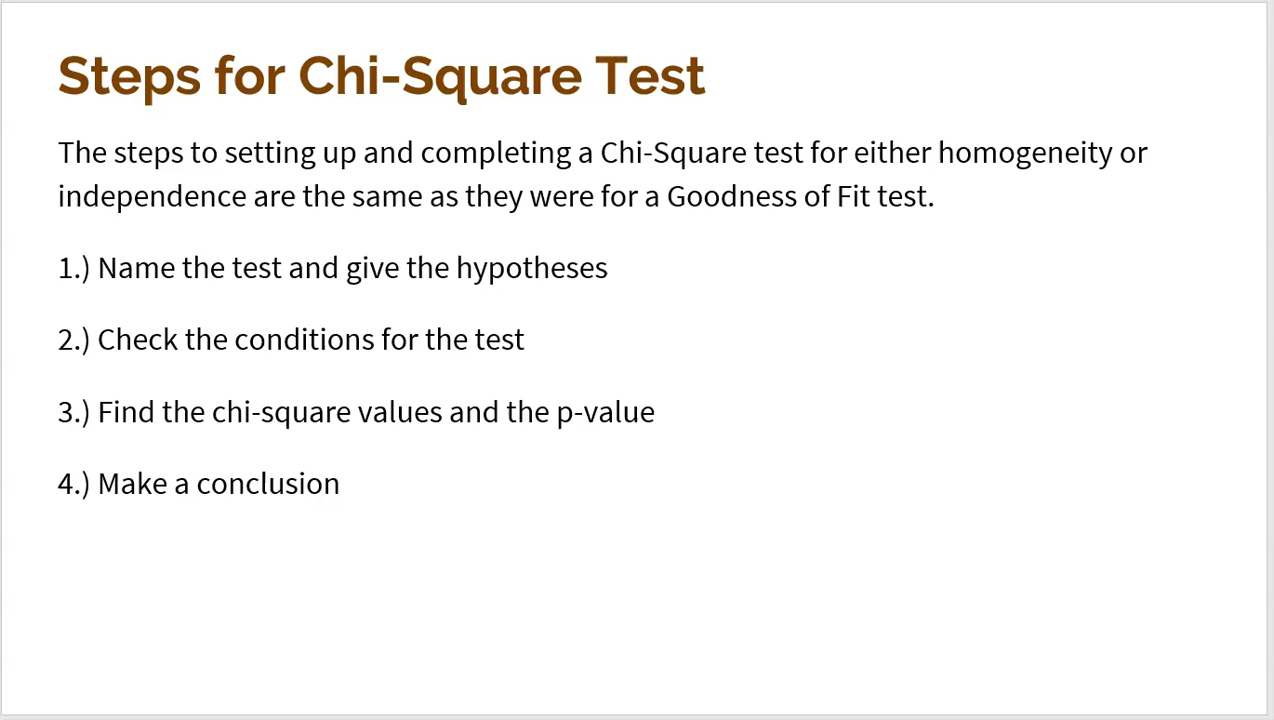 Steps for Chi-Square Test
The steps to setting up and completing a Chi-Square test for either homogeneity or
independence are the same as they were for a Goodness of Fit test.
1.) Name the test and give the hypotheses
2.) Check the conditions for the test
3.) Find the chi-square values and the p-value
4.) Make a conclusion